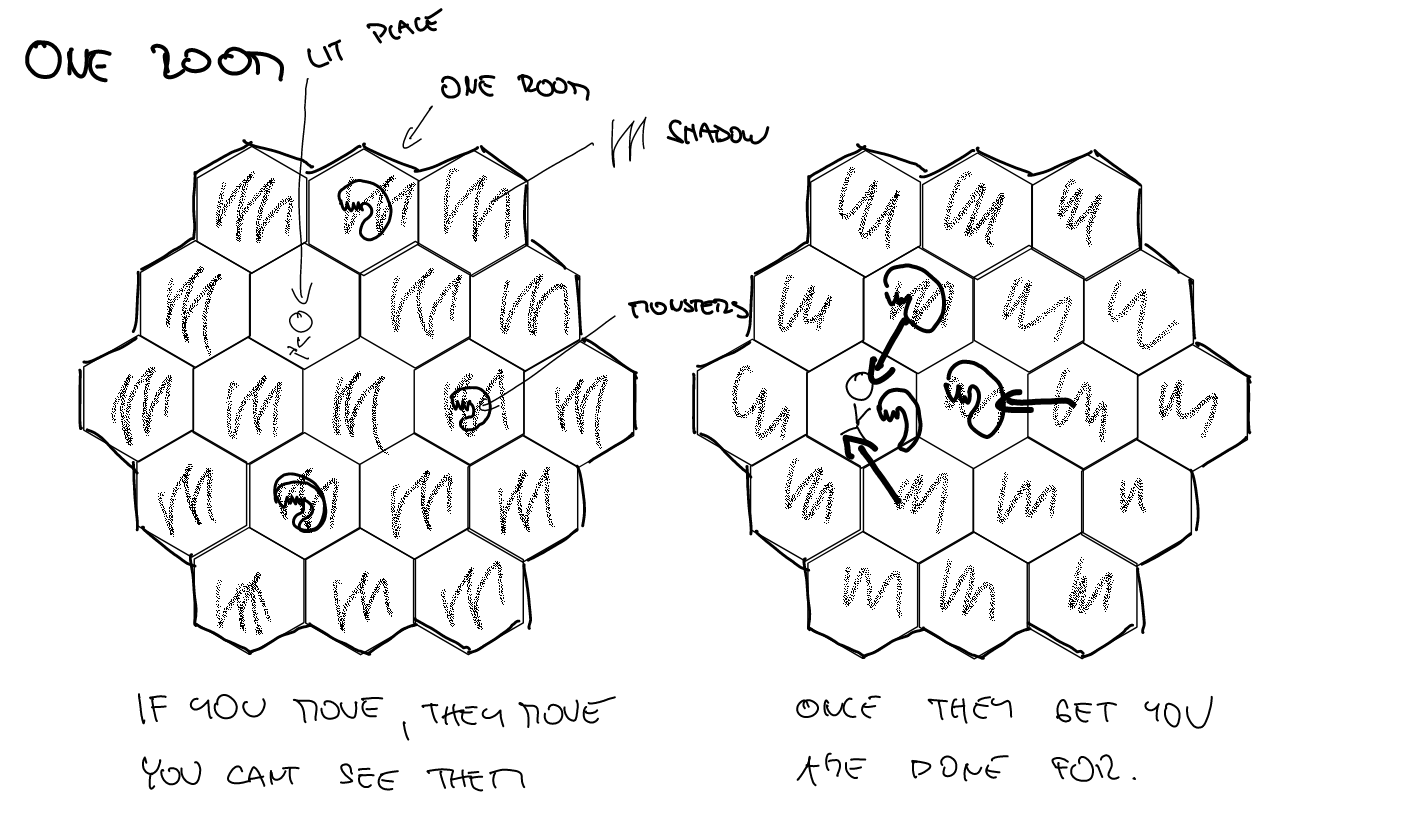 ONE ROOM
LIT PLACE
ONE ROOM
SHADOW
MONSTERS
IF YOU MOVE, THEY MOVE
YOU CANT SEE THEM
ONCE THEY GET YOU
ARE DONE FOR.